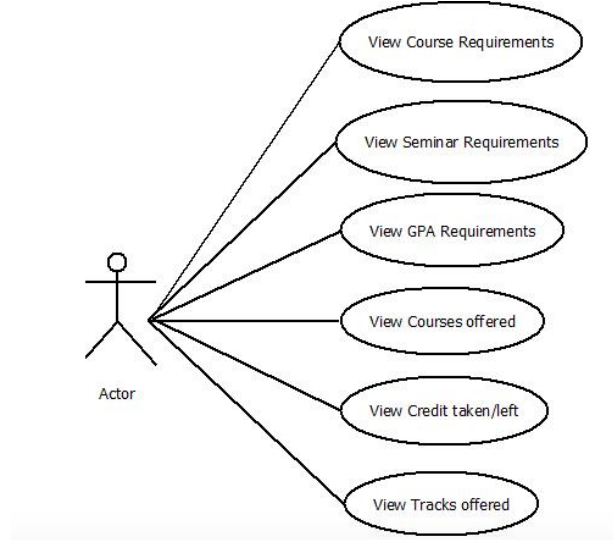 View Course Requirements
View Seminar Requirements
View GPA Requirements
View Courses offered
View Credit taken/left
View Tracks offered
Actor